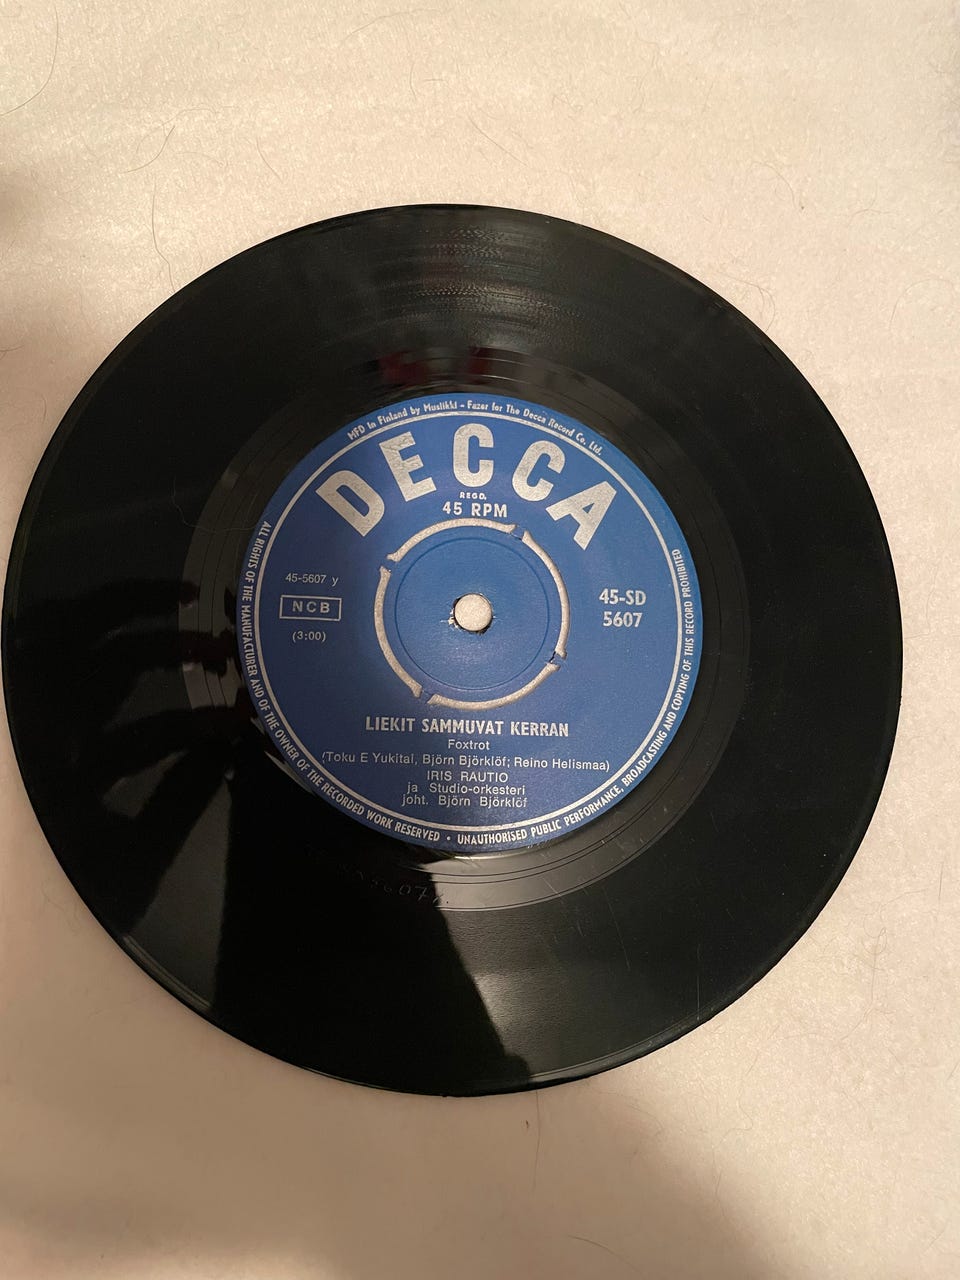 MFD in Finland by Musiikki - Fazer for The Decca Record Co. Ltd.
DECCA
REGD.
45 RPM
45-5607 y
NCB
(3:00)
45-SD
5607
LIEKIT SAMMUVAT KERRAN
Foxtrot
(Toku E Yukitai, Björn Björklöf; Reino Helismaa)
IRIS RAUTIO
ja Studio-orkesteri
joht. Björn Björklöf
ALL RIGHTS OF THE MANUFACTURER AND OF THE OWNER OF THE RECORDED WORK RESERVED • UNAUTHORISED PUBLIC PERFORMANCE, BROADCASTING AND COPYING OF THIS RECORD PROHIBITED